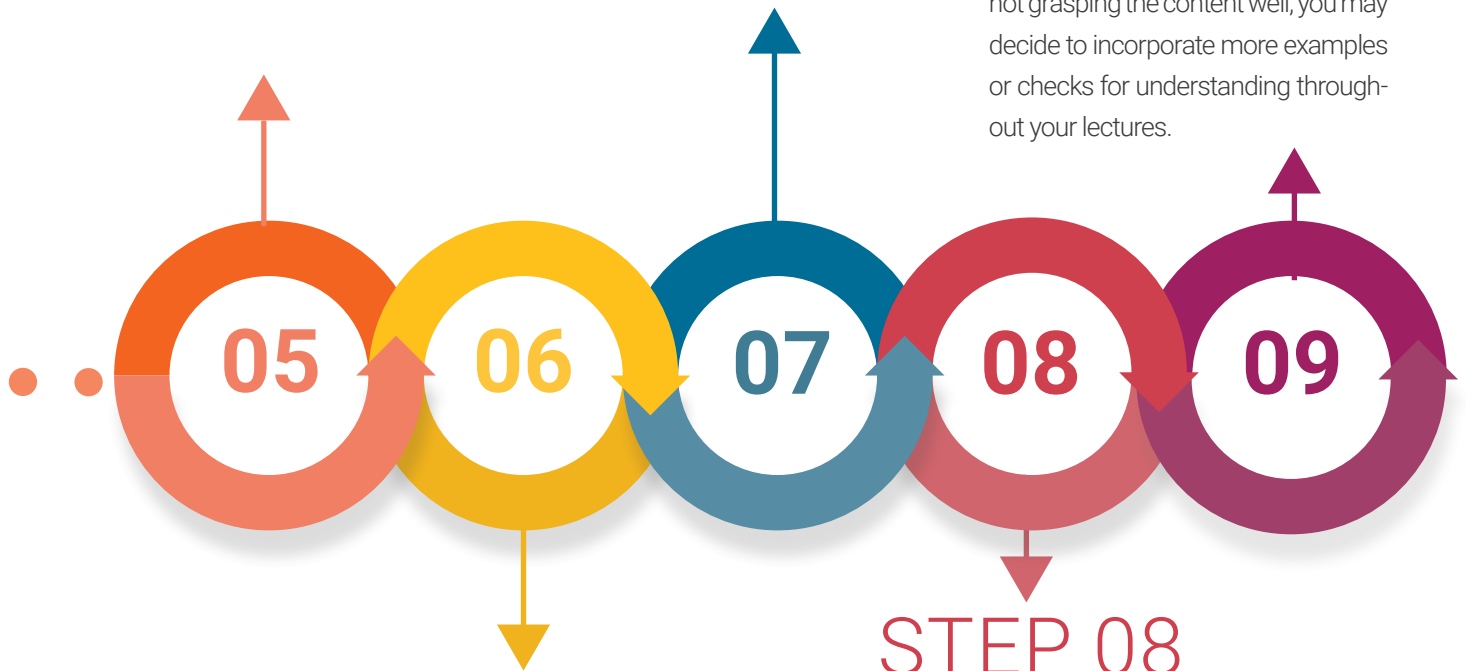 not grasping the content well, you may
decide to incorporate more examples
or checks for understanding through-
out your lectures.
05
06
07
08
09
STEP 08